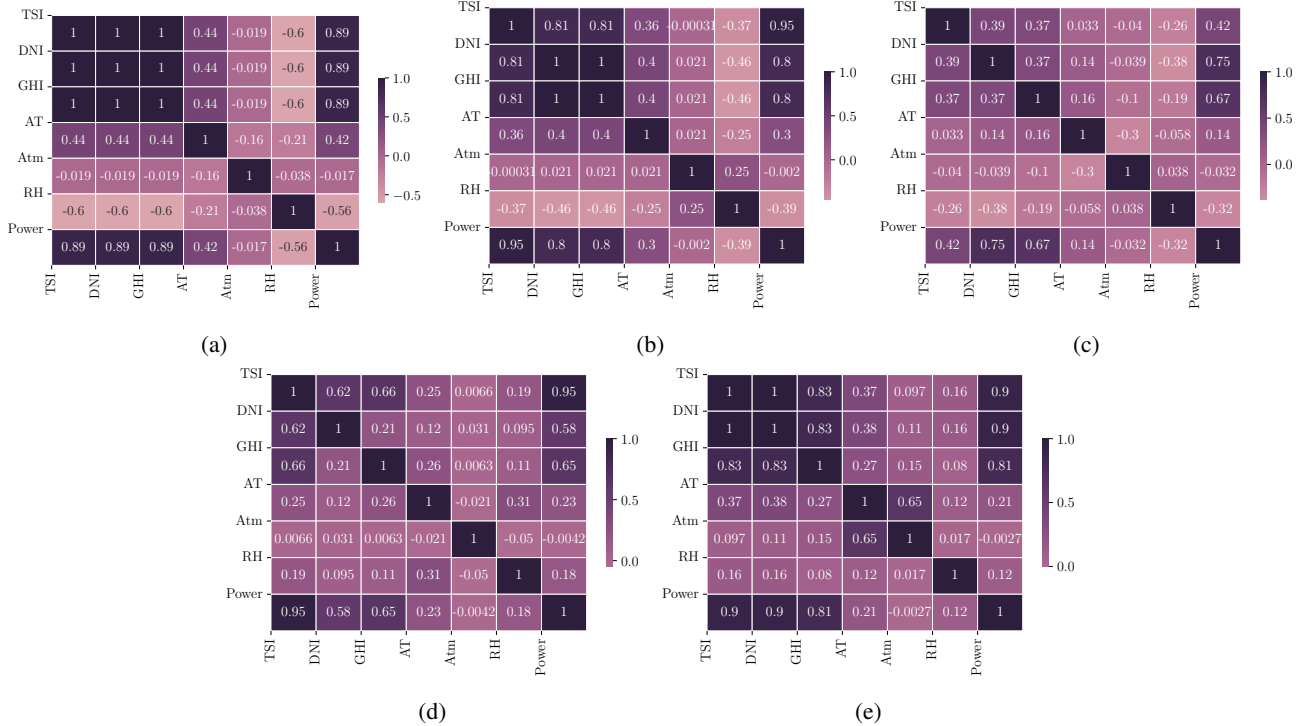 TSI
1 1 1 0.44 -0.019 -0.6 0.89
DNI
1 1 1 0.44 -0.019 -0.6 0.89
GHI
1 1 1 0.44 -0.019 -0.6 0.89
AT
0.44 0.44 0.44 1 -0.16 -0.21 0.42
Atm
-0.019 -0.019 -0.019 -0.16 1 -0.038 -0.017
RH
-0.6 -0.6 -0.6 -0.21 -0.038 1 -0.56
Power
0.89 0.89 0.89 0.42 -0.017 -0.56 1
TSI DNI GHI AT Atm RH Power
1.0
0.5
0.0
−0.5
(a)
TSI
1 0.81 0.81 0.36 -0.00031 -0.37 0.95
DNI
0.81 1 1 0.4 0.021 -0.46 0.8
GHI
0.81 1 1 0.4 0.021 -0.46 0.8
AT
0.36 0.4 0.4 1 0.021 -0.25 0.3
Atm
-0.00031 0.021 0.021 0.021 1 0.25 -0.002
RH
-0.37 -0.46 -0.46 -0.25 0.25 1 -0.39
Power
0.95 0.8 0.8 0.3 -0.002 -0.39 1
TSI DNI GHI AT Atm RH Power
1.0
0.5
0.0
(b)
TSI
1 0.39 0.37 0.033 -0.04 -0.26 0.42
DNI
0.39 1 0.37 0.14 -0.039 -0.38 0.75
GHI
0.37 0.37 1 0.16 -0.1 -0.19 0.67
AT
0.033 0.14 0.16 1 -0.3 -0.058 0.14
Atm
-0.04 -0.039 -0.1 -0.3 1 0.038 -0.032
RH
-0.26 -0.38 -0.19 -0.058 0.038 1 -0.32
Power
0.42 0.75 0.67 0.14 -0.032 -0.32 1
TSI DNI GHI AT Atm RH Power
1.0
0.5
0.0
(c)
TSI
1 0.62 0.66 0.25 0.0066 0.19 0.95
DNI
0.62 1 0.21 0.12 0.031 0.095 0.58
GHI
0.66 0.21 1 0.26 0.0063 0.11 0.65
AT
0.25 0.12 0.26 1 -0.021 0.31 0.23
Atm
0.0066 0.031 0.0063 -0.021 1 -0.05 -0.0042
RH
0.19 0.095 0.11 0.31 -0.05 1 0.18
Power
0.95 0.58 0.65 0.23 -0.0042 0.18 1
TSI DNI GHI AT Atm RH Power
1.0
0.5
0.0
(d)
TSI
1 1 0.83 0.37 0.097 0.16 0.9
DNI
1 1 0.83 0.38 0.11 0.16 0.9
GHI
0.83 0.83 1 0.27 0.15 0.08 0.81
AT
0.37 0.38 0.27 1 0.65 0.12 0.21
Atm
0.097 0.11 0.15 0.65 1 0.017 -0.0027
RH
0.16 0.16 0.08 0.12 0.017 1 0.12
Power
0.9 0.9 0.81 0.21 -0.0027 0.12 1
TSI DNI GHI AT Atm RH Power
1.0
0.5
0.0
(e)